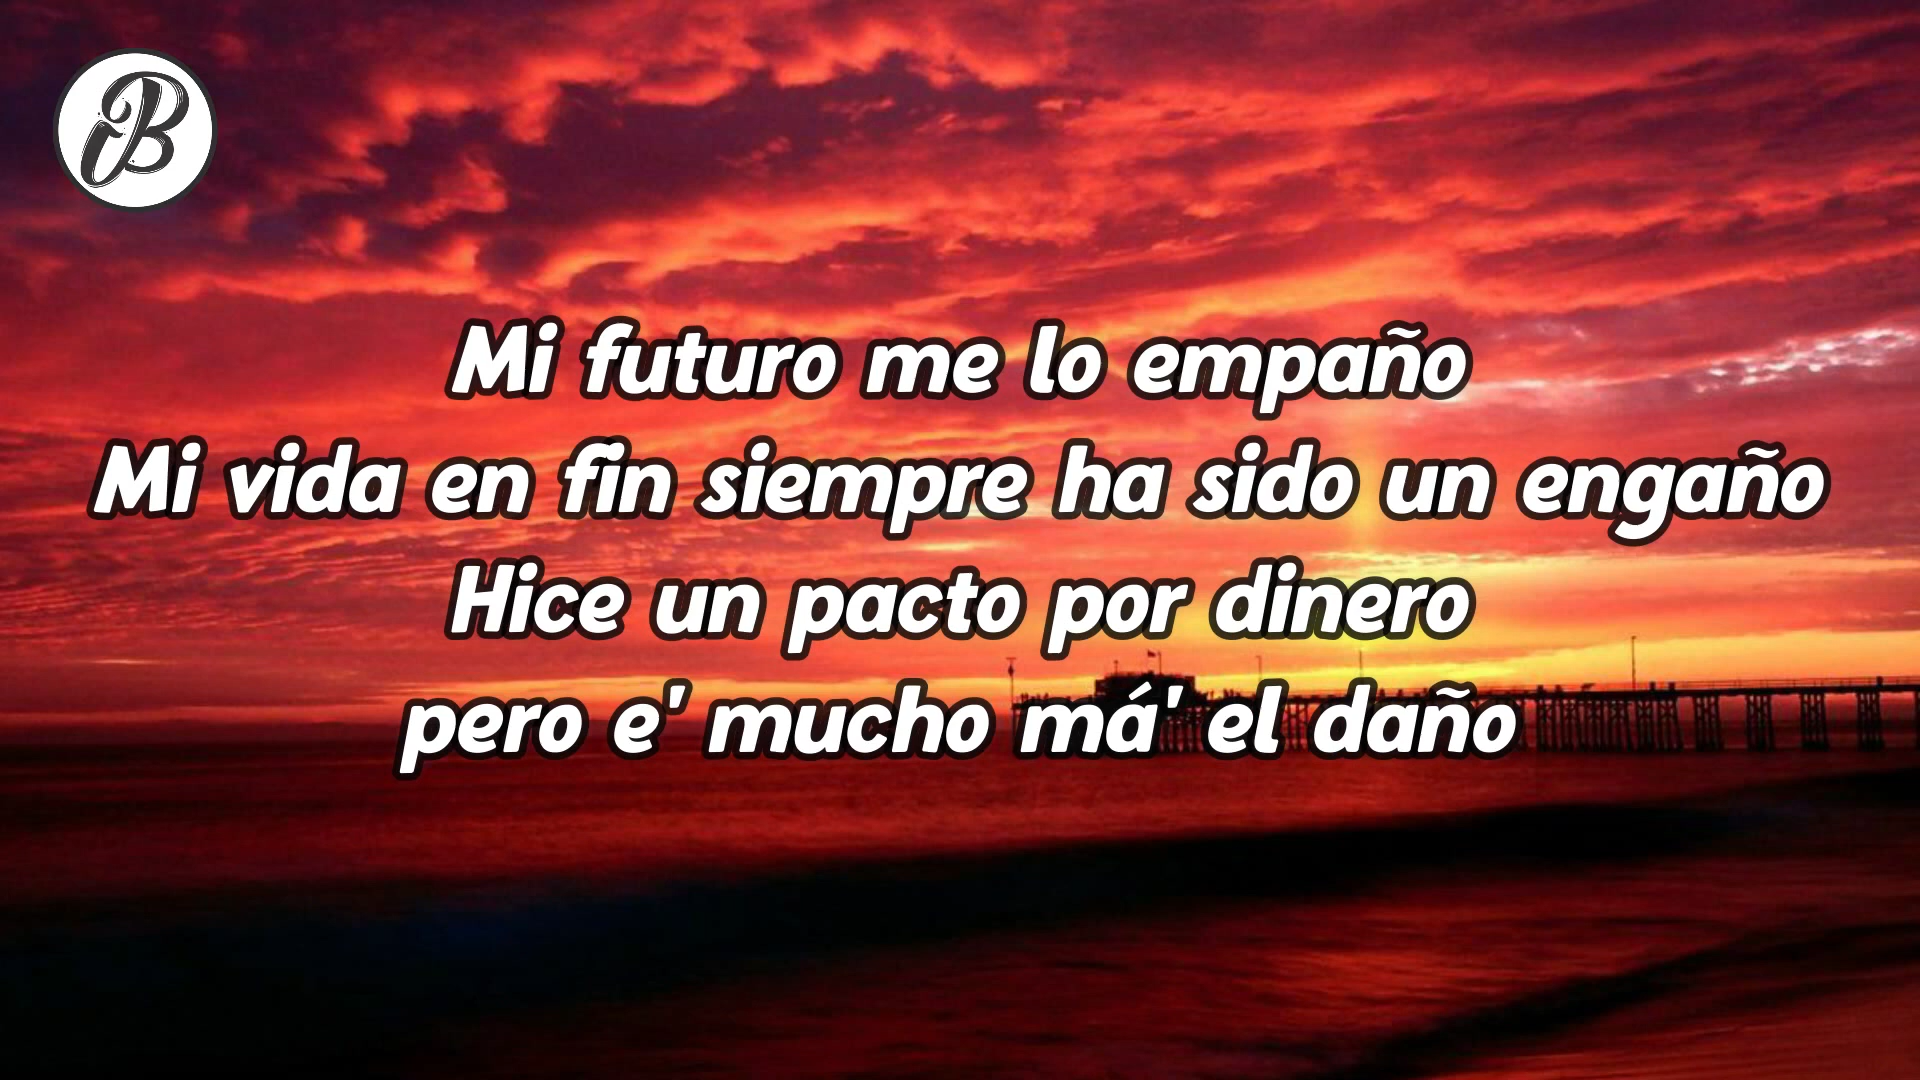 B
Mi futuro me lo empaño
Mi vida en fin siempre ha sido un engaño
Hice un pacto por dinero
pero e' mucho má' el daño